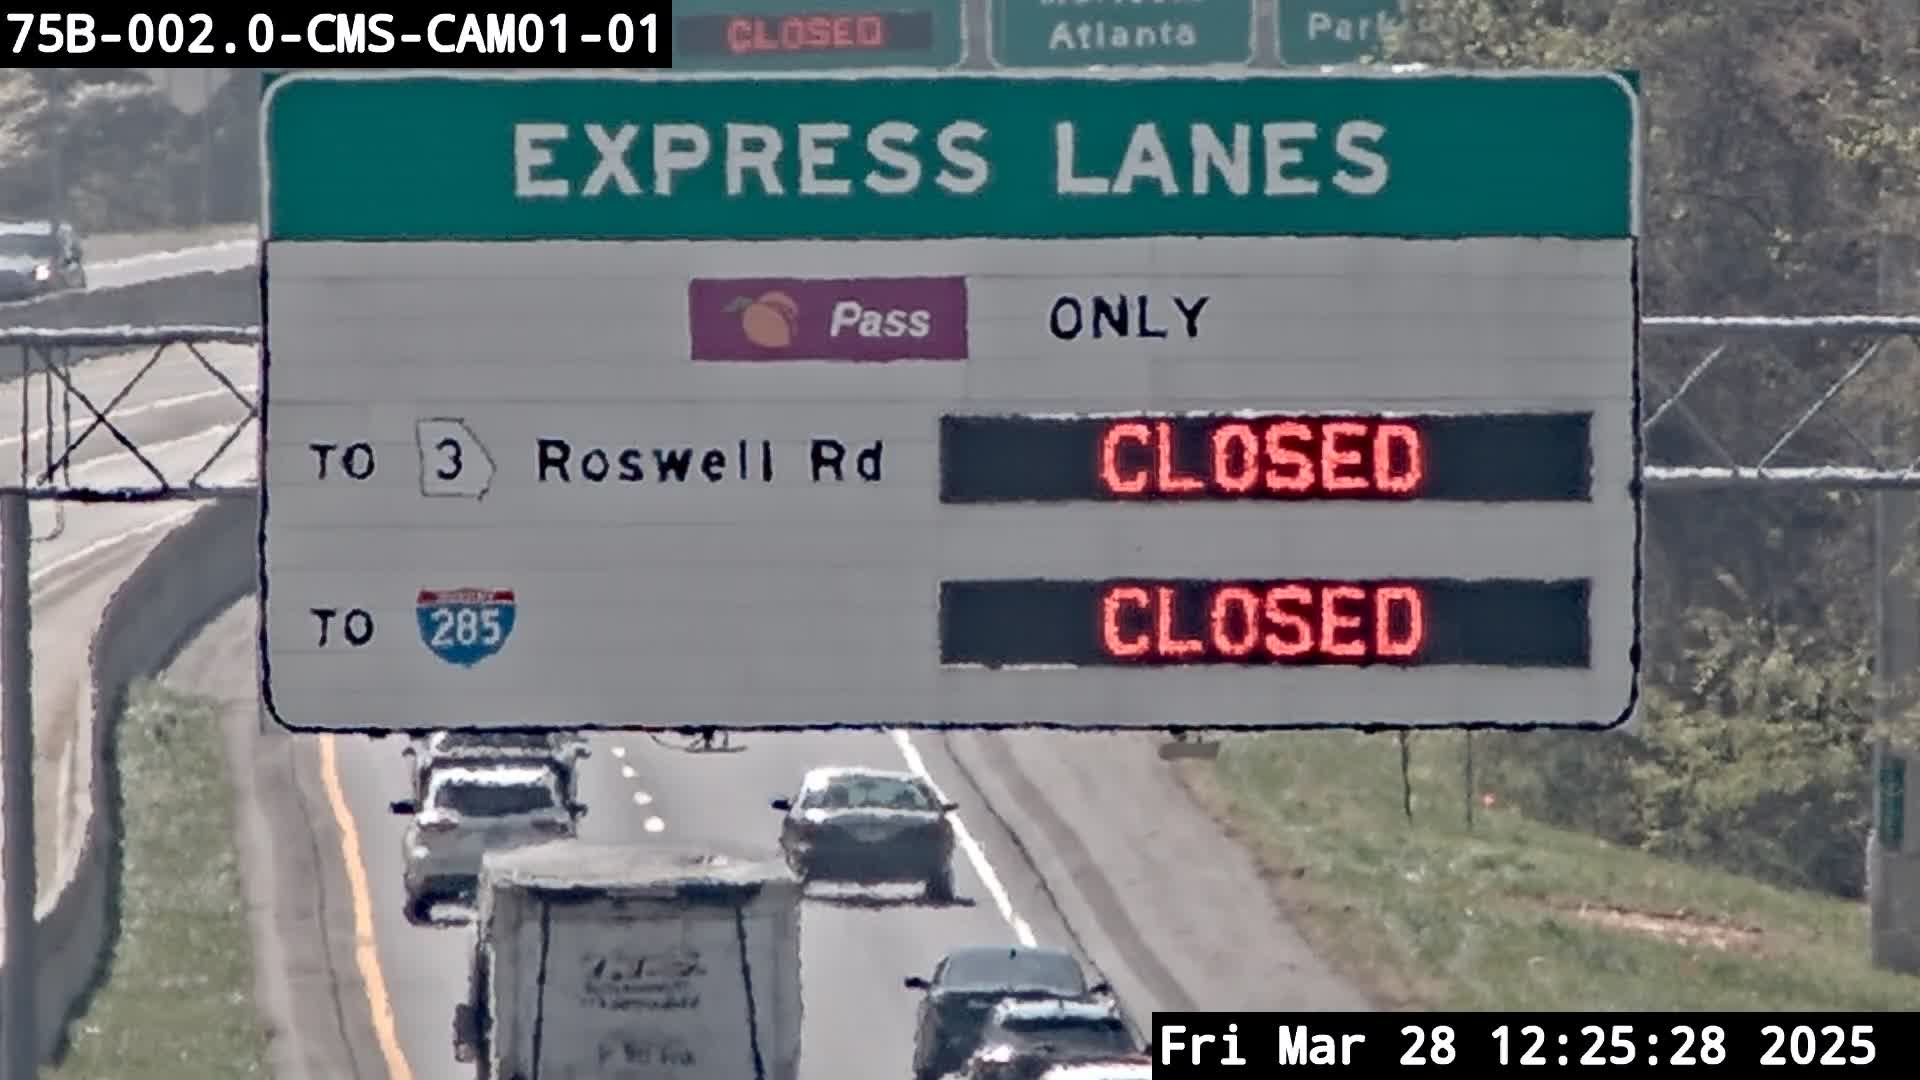 75B-002.0-CMS-CAM01-01
CLOSED
Atlanta
Park
EXPRESS LANES
Pass ONLY
TO 3 Roswell Rd CLOSED
TO 285 CLOSED
Fri Mar 28 12:25:28 2025